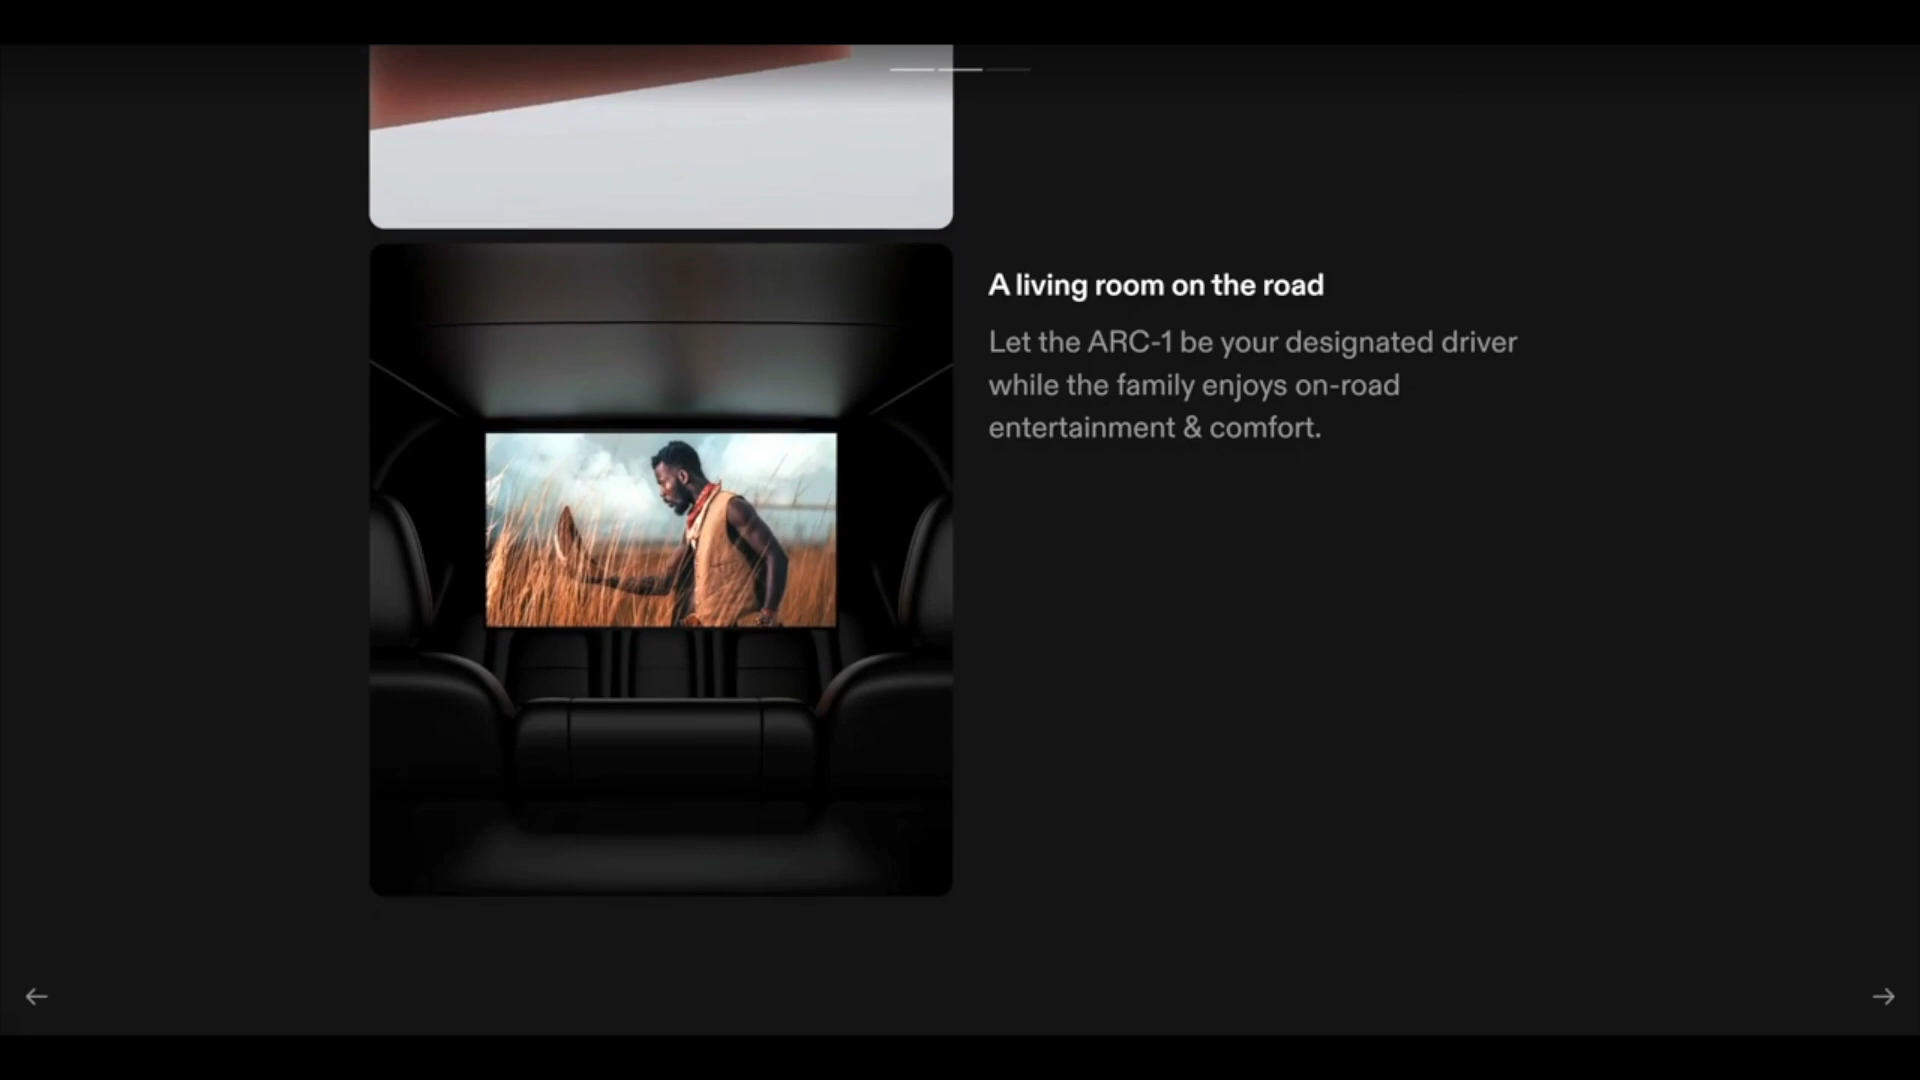 A living room on the road
Let the ARC-1 be your designated driver
while the family enjoys on-road
entertainment & comfort.